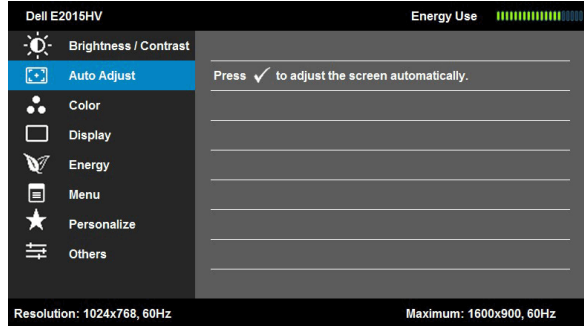 Dell E2015HV Energy Use
Brightness / Contrast
Auto Adjust Press ✓ to adjust the screen automatically.
Color
Display
Energy
Menu
Personalize
Others
Resolution: 1024x768, 60Hz Maximum: 1600x900, 60Hz